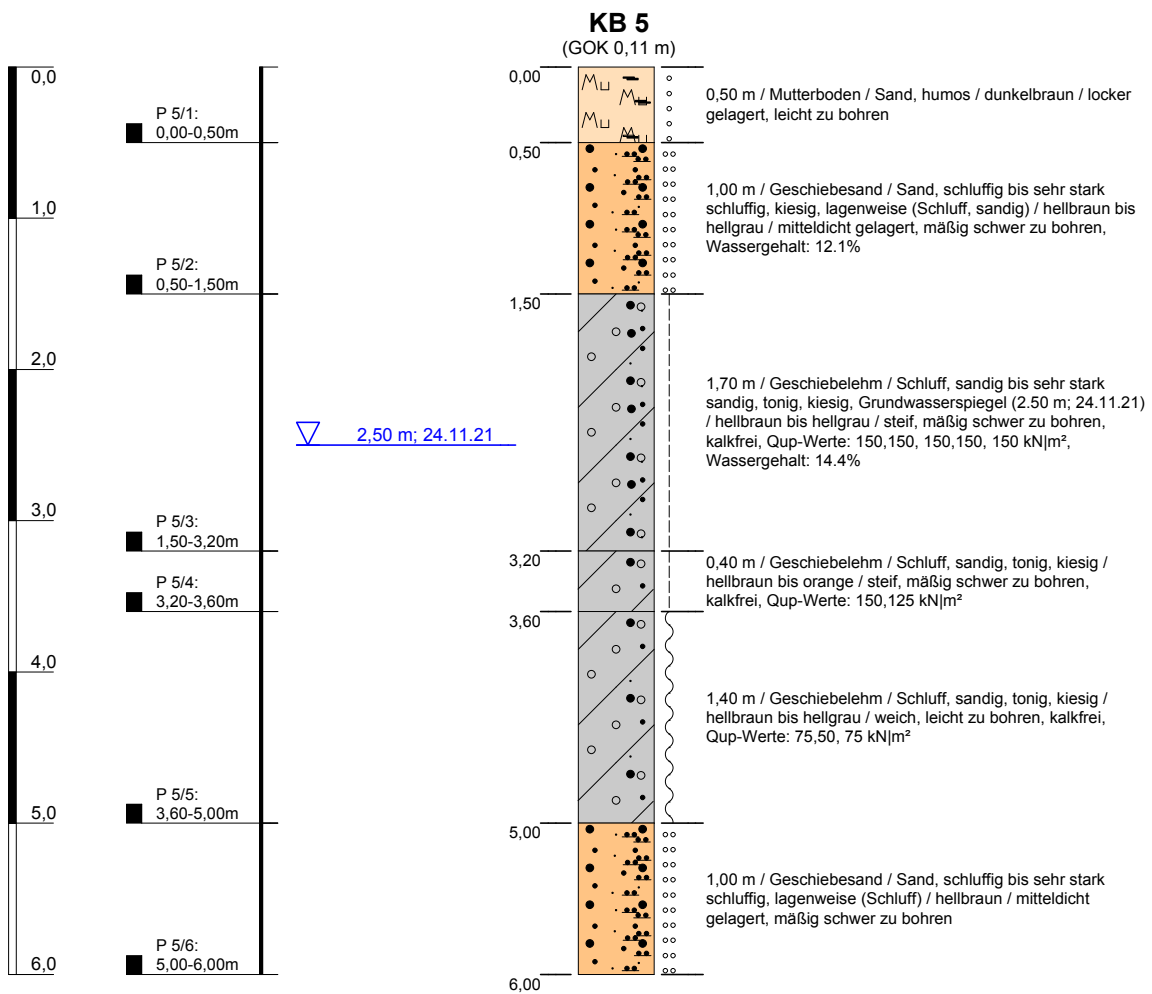 KB 5
(GOK 0,11 m)
0,0
1,0
2,0
3,0
4,0
5,0
6,0
P 5/1:
0,00-0,50m
P 5/2:
0,50-1,50m
P 5/3:
1,50-3,20m
P 5/4:
3,20-3,60m
P 5/5:
3,60-5,00m
P 5/6:
5,00-6,00m
2,50 m; 24.11.21
0,00
0,50
1,50
3,20
3,60
5,00
6,00
0,50 m / Mutterboden / Sand, humos / dunkelbraun / locker
gelagert, leicht zu bohren
1,00 m / Geschiebesand / Sand, schluffig bis sehr stark
schluffig, kiesig, lagenweise (Schluff, sandig) / hellbraun bis
hellgrau / mitteldicht gelagert, mäßig schwer zu bohren,
Wassergehalt: 12.1%
1,70 m / Geschiebelehm / Schluff, sandig bis sehr stark
sandig, tonig, kiesig, Grundwasserspiegel (2.50 m; 24.11.21)
/ hellbraun bis hellgrau / steif, mäßig schwer zu bohren,
kalkfrei, Qup-Werte: 150,150, 150,150, 150 kN|m²,
Wassergehalt: 14.4%
0,40 m / Geschiebelehm / Schluff, sandig, tonig, kiesig /
hellbraun bis orange / steif, mäßig schwer zu bohren,
kalkfrei, Qup-Werte: 150,125 kN|m²
1,40 m / Geschiebelehm / Schluff, sandig, tonig, kiesig /
hellbraun bis hellgrau / weich, leicht zu bohren, kalkfrei,
Qup-Werte: 75,50, 75 kN|m²
1,00 m / Geschiebesand / Sand, schluffig bis sehr stark
schluffig, lagenweise (Schluff) / hellbraun / mitteldicht
gelagert, mäßig schwer zu bohren